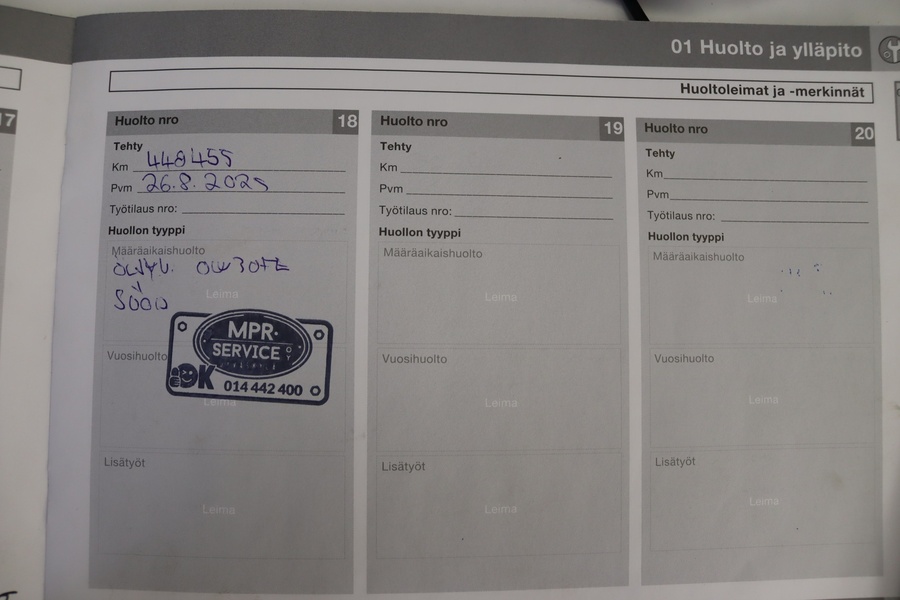 01 Huolto ja ylläpito
Huoltoleimat ja -merkinnät
17
Huolto nro 18
Tehty
Km 448455
Pvm 26.8.2025
Työtilaus nro:
Huollon tyyppi
Määräaikaishuolto
Leima
MPR-
SERVICE
OY
OK 014 442 400
Vuosihuolto
Leima
Lisätyöt
Leima
Huolto nro 19
Tehty
Km
Pvm
Työtilaus nro:
Huollon tyyppi
Määräaikaishuolto
Leima
Vuosihuolto
Leima
Lisätyöt
Leima
Huolto nro 20
Tehty
Km
Pvm
Työtilaus nro:
Huollon tyyppi
Määräaikaishuolto
Leima
Vuosihuolto
Leima
Lisätyöt
Leima